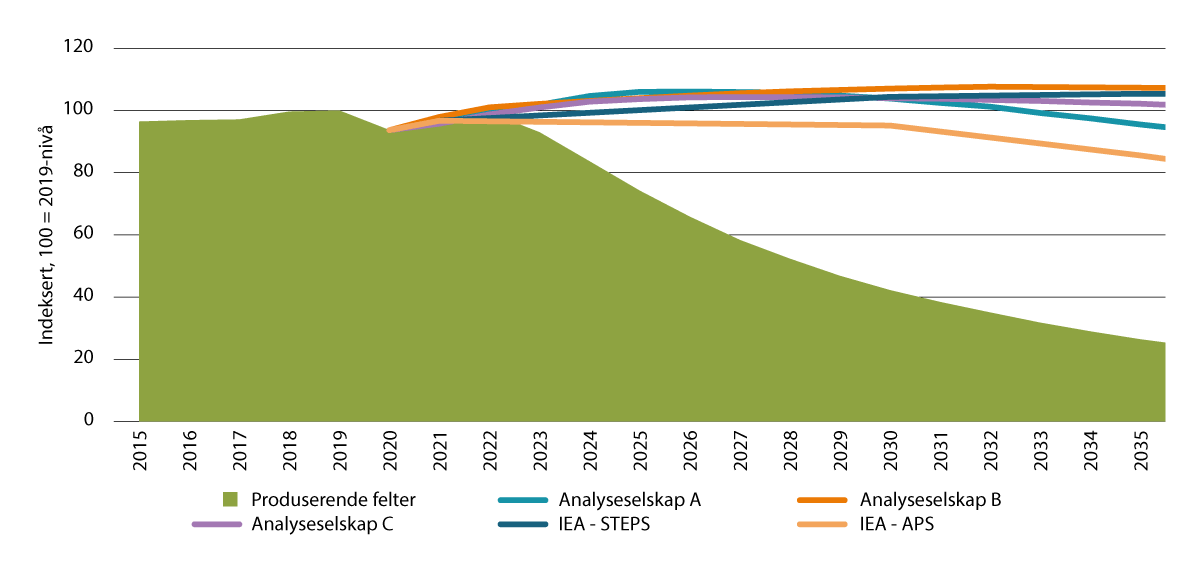 120
100
80
60
40
20
0
Indeksert, 100 = 2019-nivå
2015 2016 2017 2018 2019 2020 2021 2022 2023 2024 2025 2026 2027 2028 2029 2030 2031 2032 2033 2034 2035
Produserende felter Analyseselskap A Analyseselskap B
Analyseselskap C IEA - STEPS IEA - APS